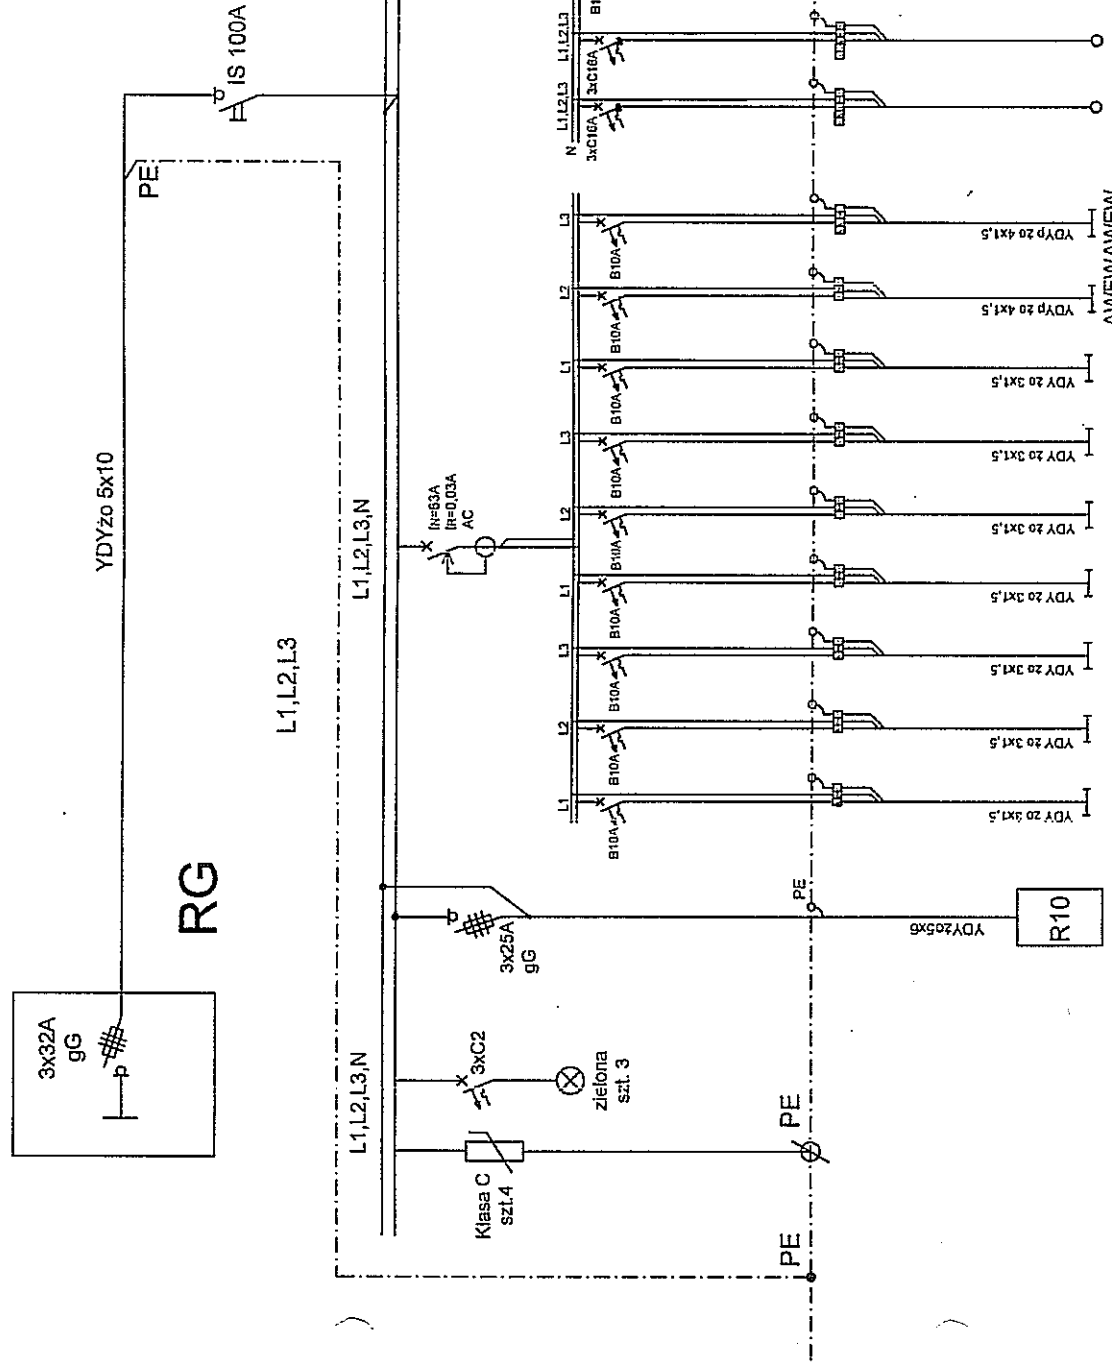 IS 100A
PE
YDYżo 5x10
L1,L2,L3
RG
3x32A
gG
L1,L2,L3,N
L1,L2,L3,N
IN=63A
IR=0,03A
AC
3x25A
gG
3xC2
zielona
szt. 3
Klasa C
szt.4
PE
PE
PE
YDYżo5x6
R10
L1,L2,L3
3xC16A
L1,L2,L3
3xC16A
N
L3
B10A
YDYp żo 4x1,5
L2
B10A
YDYp żo 4x1,5
L1
B10A
YDY żo 3x1,5
L3
B10A
YDY żo 3x1,5
L2
B10A
YDY żo 3x1,5
L1
B10A
YDY żo 3x1,5
L3
B10A
YDY żo 3x1,5
L2
B10A
YDY żo 3x1,5
L1
B10A
YDY żo 3x1,5